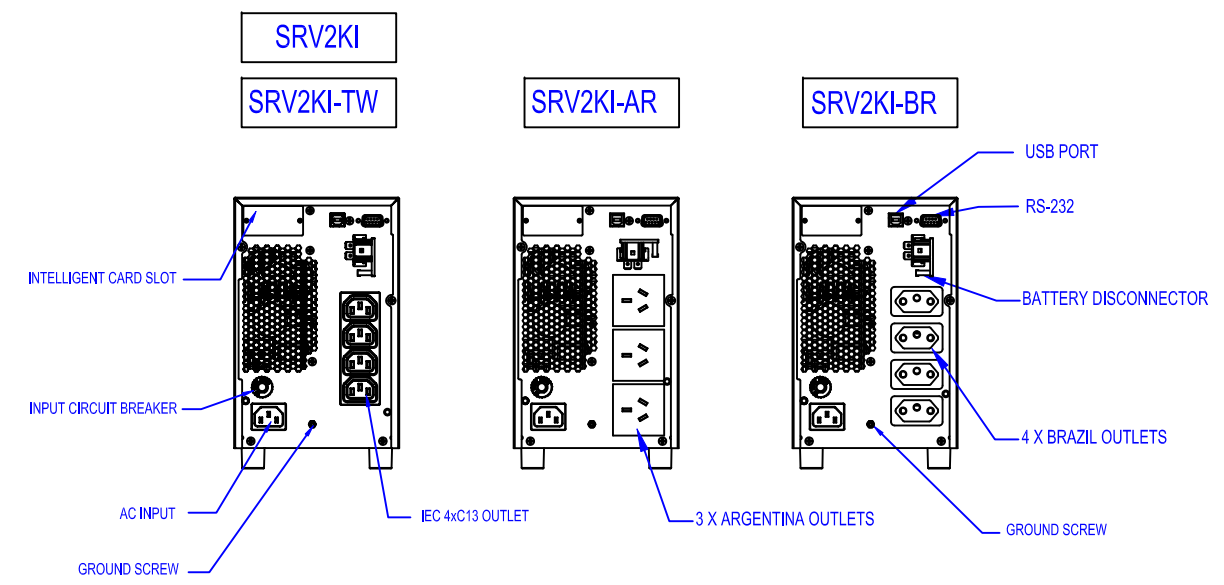 SRV2KI
SRV2KI-TW
SRV2KI-AR
SRV2KI-BR
USB PORT
RS-232
INTELLIGENT CARD SLOT
BATTERY DISCONNECTOR
INPUT CIRCUIT BREAKER
4 X BRAZIL OUTLETS
AC INPUT
IEC 4xC13 OUTLET
3 X ARGENTINA OUTLETS
GROUND SCREW
GROUND SCREW